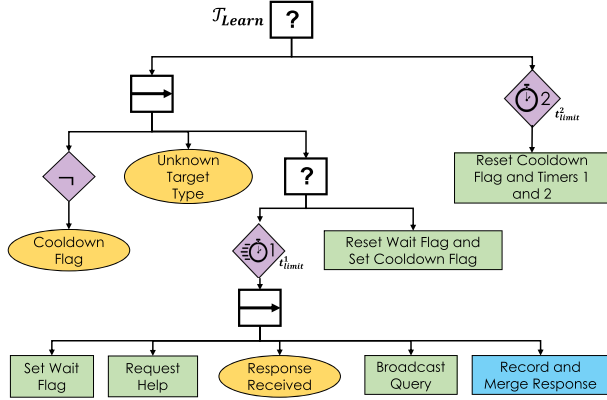 𝒯Learn
?
2
t²limit
Unknown
Target
Type
?
Reset Cooldown
Flag and Timers 1
and 2
¬
Cooldown
Flag
1
t¹limit
Reset Wait Flag and
Set Cooldown Flag
Set Wait
Flag
Request
Help
Response
Received
Broadcast
Query
Record and
Merge Response